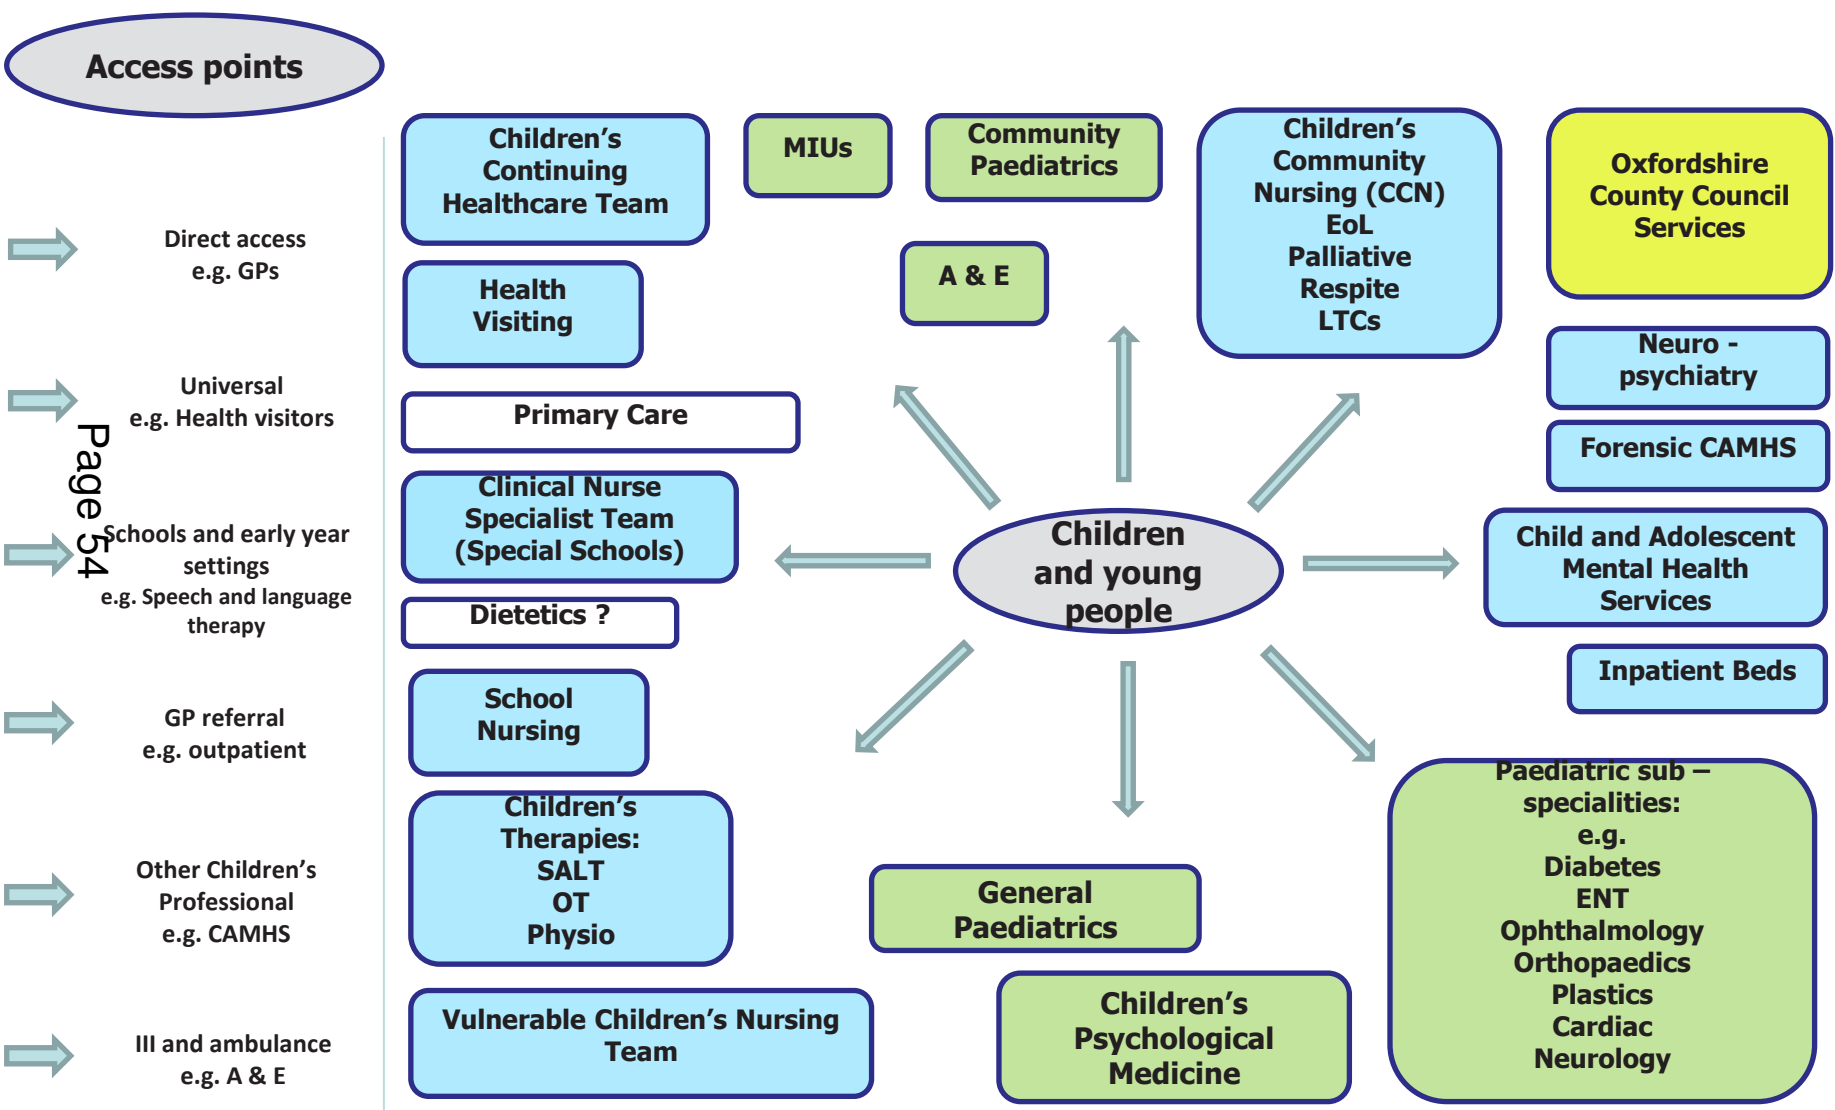 Access points
Direct access
e.g. GPs
Universal
e.g. Health visitors
Page 54
Schools and early year
settings
e.g. Speech and language
therapy
GP referral
e.g. outpatient
Other Children’s
Professional
e.g. CAMHS
III and ambulance
e.g. A & E
Children’s
Continuing
Healthcare Team
Health
Visiting
Primary Care
Clinical Nurse
Specialist Team
(Special Schools)
Dietetics ?
School
Nursing
Children’s
Therapies:
SALT
OT
Physio
Vulnerable Children’s Nursing
Team
MIUs
Community
Paediatrics
A & E
Children
and young
people
General
Paediatrics
Children’s
Psychological
Medicine
Children’s
Community
Nursing (CCN)
EoL
Palliative
Respite
LTCs
Oxfordshire
County Council
Services
Neuro -
psychiatry
Forensic CAMHS
Child and Adolescent
Mental Health
Services
Inpatient Beds
Paediatric sub –
specialities:
e.g.
Diabetes
ENT
Ophthalmology
Orthopaedics
Plastics
Cardiac
Neurology